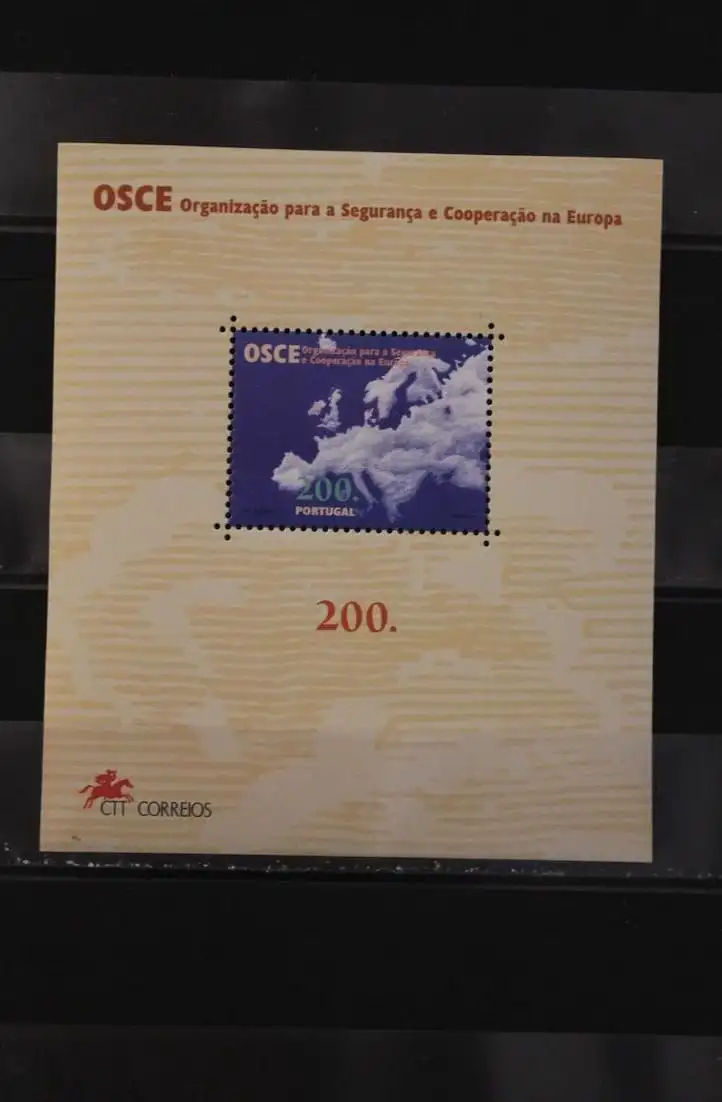 OSCE Organização para a Segurança e Cooperação na Europa
OSCE Organização para a Segurança
e Cooperação na Europa
200.
PORTUGAL
200.
CTT CORREIOS